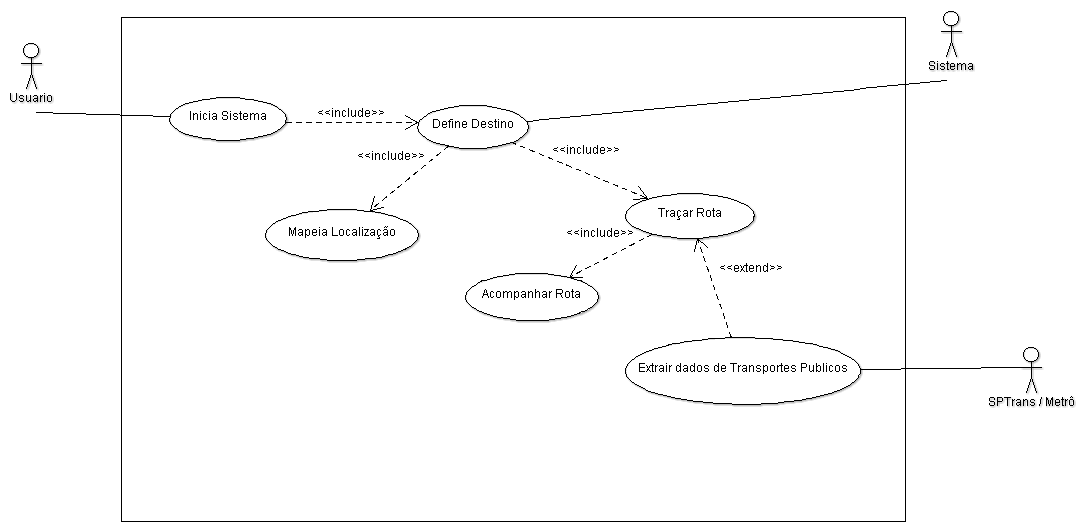 Usuario
Sistema
Inicia Sistema
<<include>>
Define Destino
<<include>>
<<include>>
Mapeia Localização
Traçar Rota
<<include>>
Acompanhar Rota
<<extend>>
Extrair dados de Transportes Publicos
SPTrans / Metrô